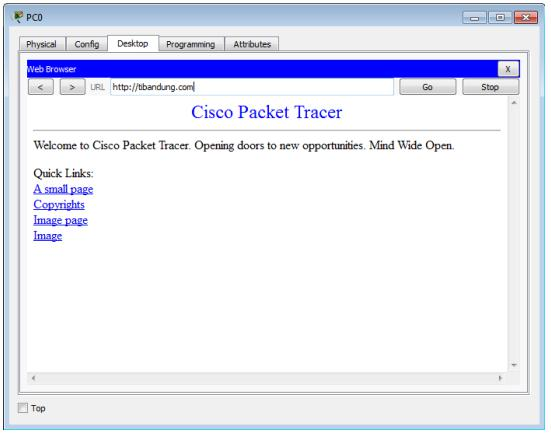 PC0
Physical Config Desktop Programming Attributes
Web Browser X
< > URL http://tibandung.com Go Stop
Cisco Packet Tracer
Welcome to Cisco Packet Tracer. Opening doors to new opportunities. Mind Wide Open.
Quick Links:
A small page
Copyrights
Image page
Image
Top